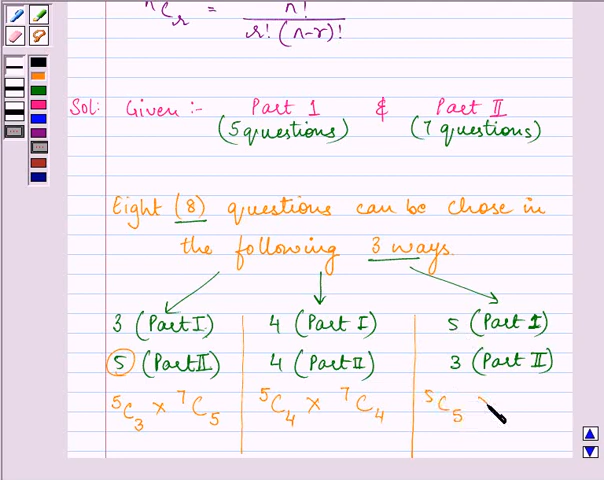 ⁿCᵣ = n! / r!(n-r)!
Sol: Given :- Part 1 & Part II
(5 questions) (7 questions)
Eight (8) questions can be chose in
the following 3 ways.
3 (Part I) 4 (Part I) 5 (Part I)
5 (Part II) 4 (Part II) 3 (Part II)
⁵C₃ × ⁷C₅ ⁵C₄ × ⁷C₄ ⁵C₅